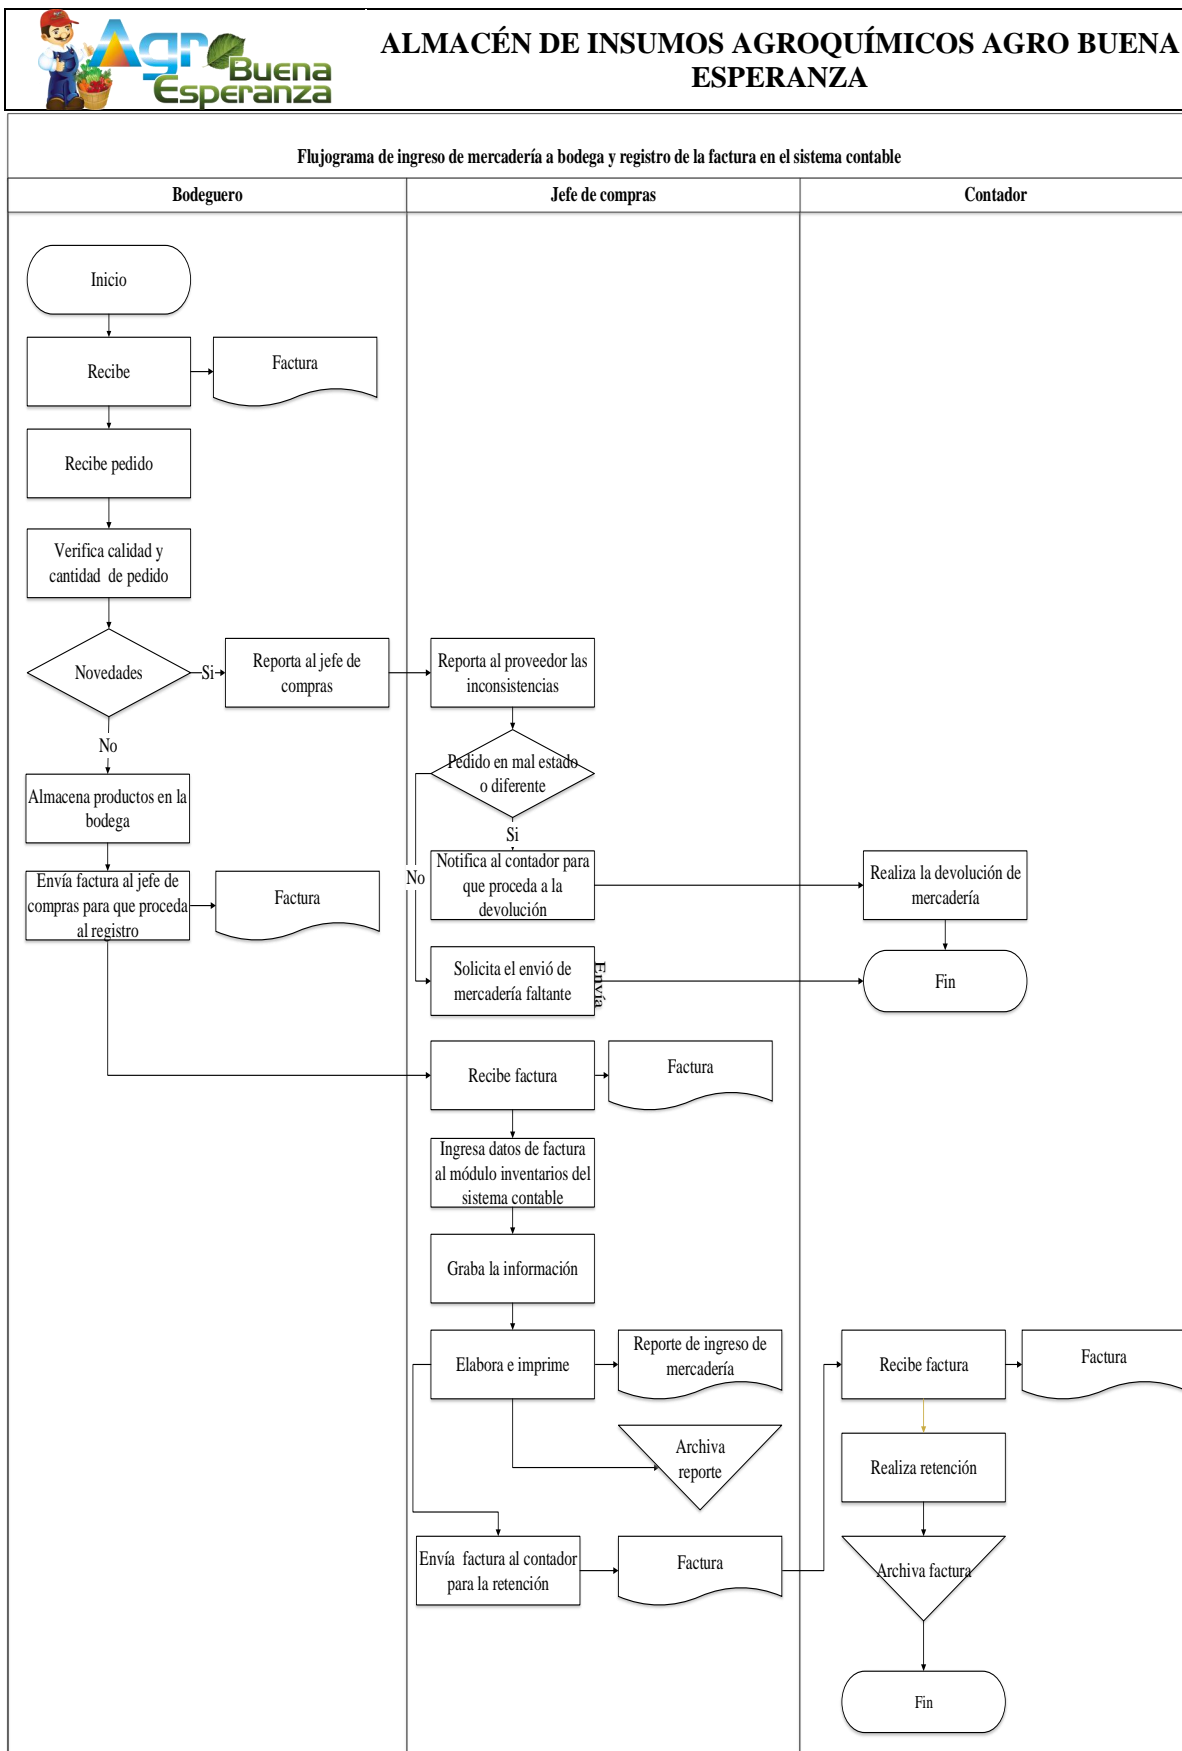 Agro
Buena
Esperanza
ALMACÉN DE INSUMOS AGROQUÍMICOS AGRO BUENA
ESPERANZA
Flujograma de ingreso de mercadería a bodega y registro de la factura en el sistema contable
Bodeguero
Jefe de compras
Contador
Inicio
Recibe
Factura
Recibe pedido
Verifica calidad y
cantidad de pedido
Novedades
Si
Reporta al jefe de
compras
Reporta al proveedor las
inconsistencias
No
Pedido en mal estado
o diferente
Si
Almacena productos en la
bodega
No
Notifica al contador para
que proceda a la
devolución
Realiza la devolución de
mercadería
Envía factura al jefe de
compras para que proceda
al registro
Factura
Solicita el envió de
mercadería faltante
Envía
Fin
Recibe factura
Factura
Ingresa datos de factura
al módulo inventarios del
sistema contable
Graba la información
Elabora e imprime
Reporte de ingreso de
mercadería
Recibe factura
Factura
Archiva
reporte
Realiza retención
Envía factura al contador
para la retención
Factura
Archiva factura
Fin